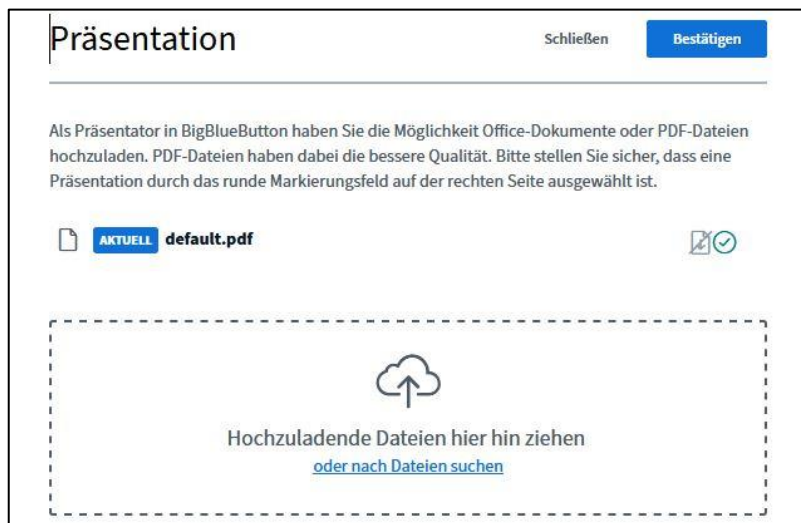 Präsentation
Schließen
Bestätigen
Als Präsentator in BigBlueButton haben Sie die Möglichkeit Office-Dokumente oder PDF-Dateien
hochzuladen. PDF-Dateien haben dabei die bessere Qualität. Bitte stellen Sie sicher, dass eine
Präsentation durch das runde Markierungsfeld auf der rechten Seite ausgewählt ist.
AKTUELL default.pdf
Hochzuladende Dateien hier hin ziehen
oder nach Dateien suchen